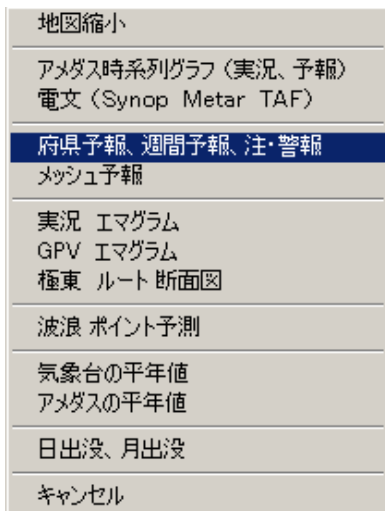 地図縮小
アメダス時系列グラフ（実況、予報）
電文（Synop Metar TAF）
府県予報、週間予報、注・警報
メッシュ予報
実況 エマグラム
GPV エマグラム
極東 ルート断面図
波浪 ポイント予測
気象台の平年値
アメダスの平年値
日出没、月出没
キャンセル